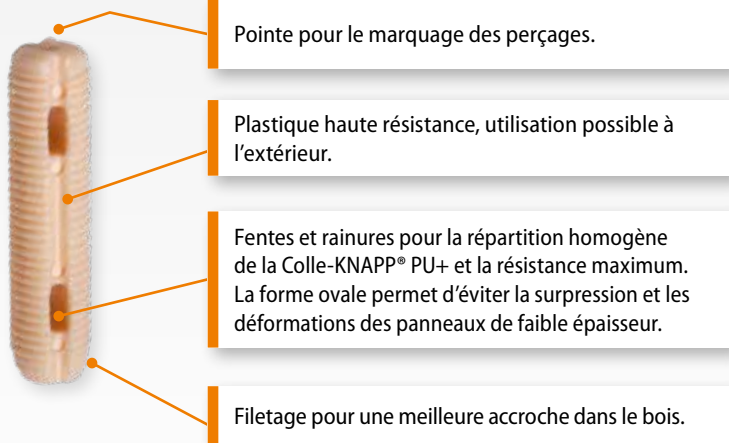 Pointe pour le marquage des perçages.
Plastique haute résistance, utilisation possible à
l’extérieur.
Fentes et rainures pour la répartition homogène
de la Colle-KNAPP® PU+ et la résistance maximum.
La forme ovale permet d’éviter la surpression et les
déformations des panneaux de faible épaisseur.
Filetage pour une meilleure accroche dans le bois.